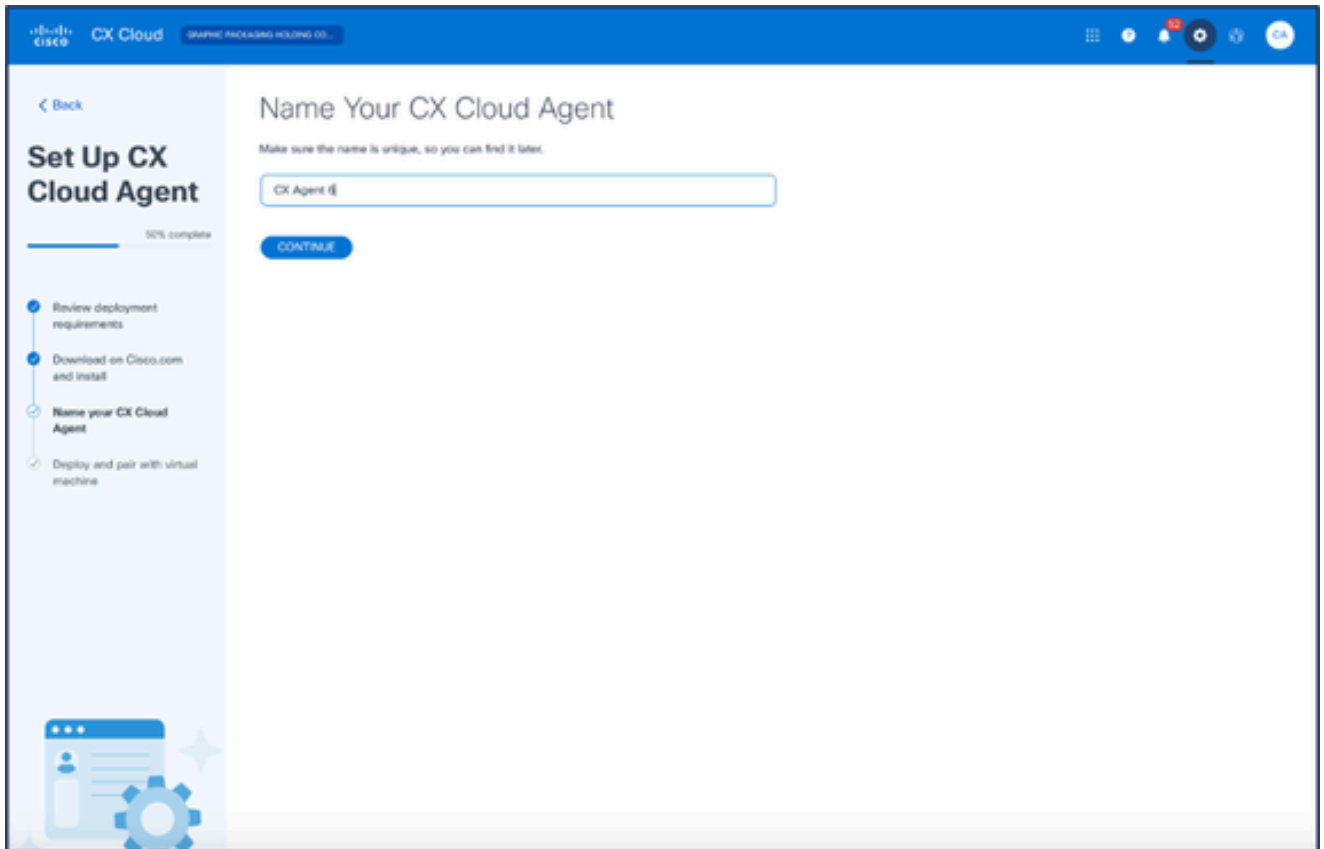 cisco CX Cloud GRAPHIC PACKAGING HOLDING CO...
52
CA
Back
Set Up CX
Cloud Agent
50% complete
Review deployment
requirements
Download on Cisco.com
and install
Name your CX Cloud
Agent
Deploy and pair with virtual
machine
Name Your CX Cloud Agent
Make sure the name is unique, so you can find it later.
CX Agent 6
CONTINUE